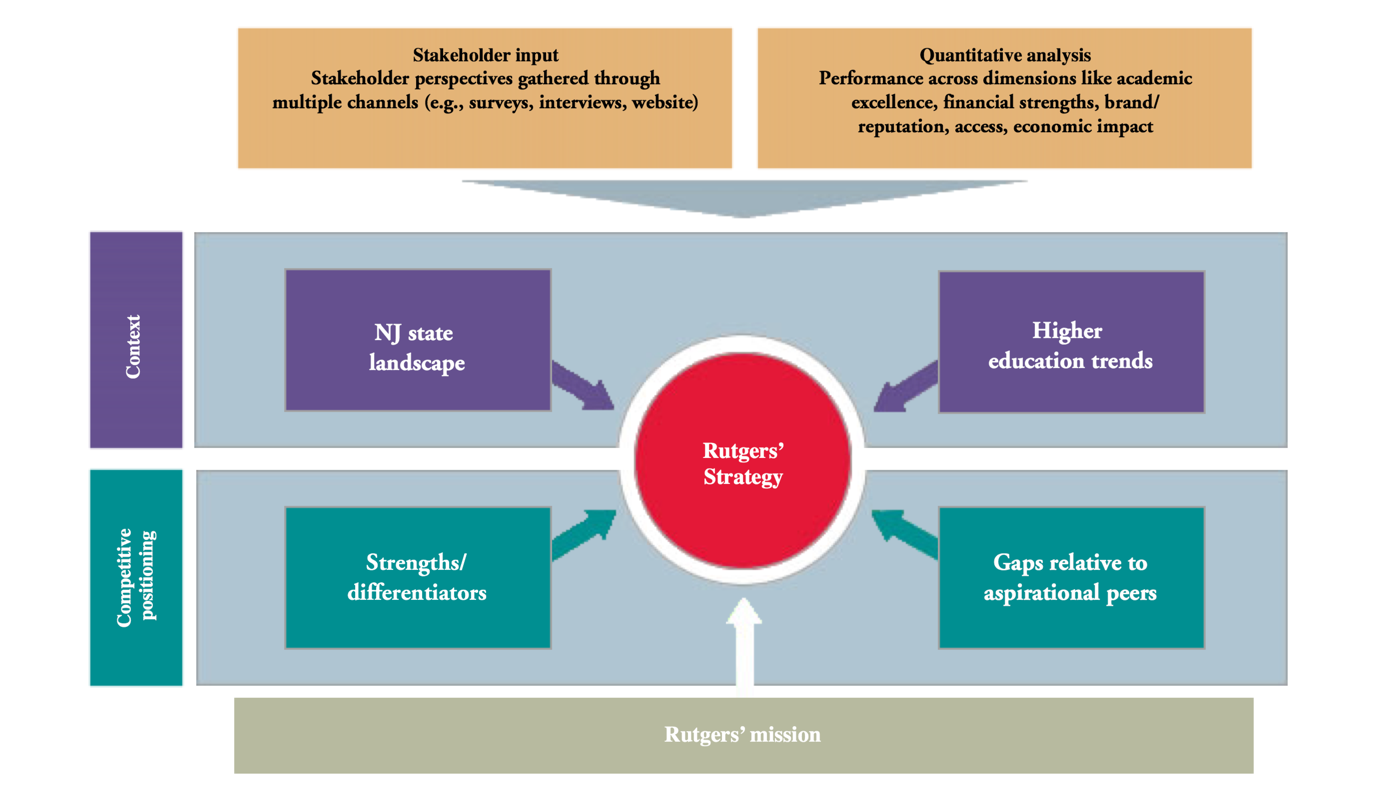 Stakeholder input
Stakeholder perspectives gathered through
multiple channels (e.g., surveys, interviews, website)
Quantitative analysis
Performance across dimensions like academic
excellence, financial strengths, brand/
reputation, access, economic impact
Context
NJ state
landscape
Higher
education trends
Rutgers’
Strategy
Competitive
positioning
Strengths/
differentiators
Gaps relative to
aspirational peers
Rutgers’ mission